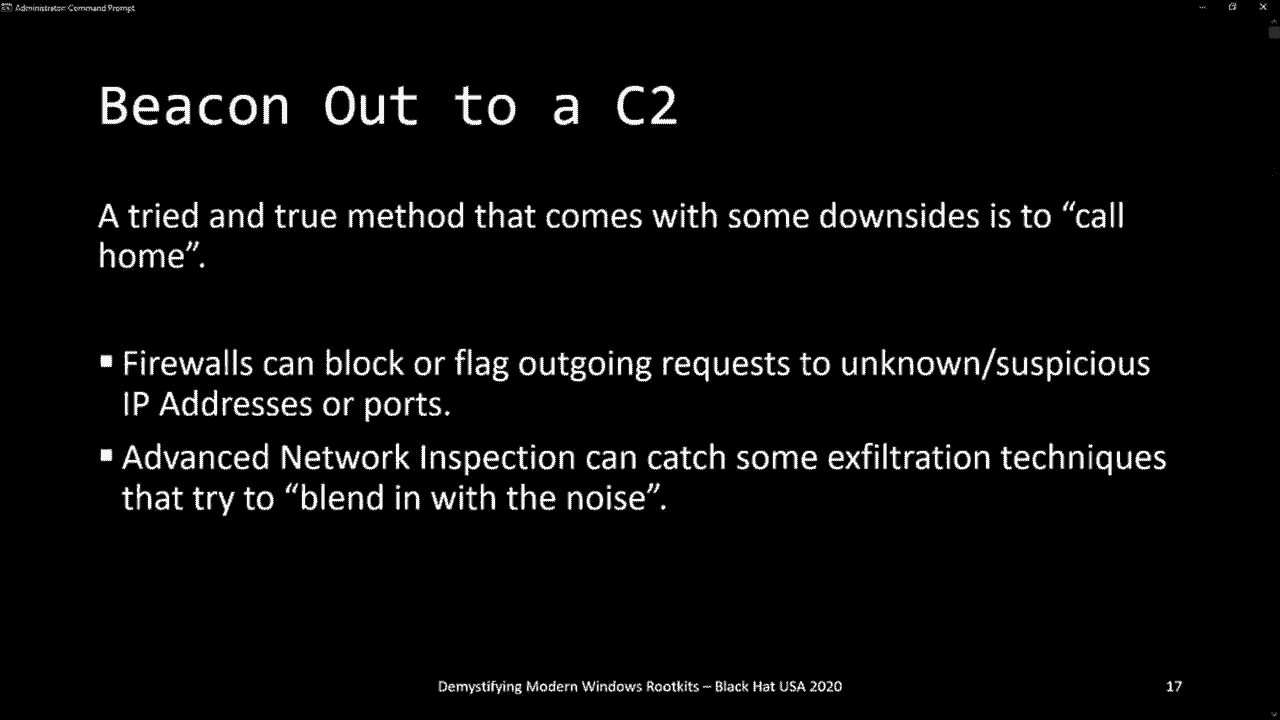 Administrator: Command Prompt
Beacon Out to a C2
A tried and true method that comes with some downsides is to “call
home”.
▪ Firewalls can block or flag outgoing requests to unknown/suspicious
IP Addresses or ports.
▪ Advanced Network Inspection can catch some exfiltration techniques
that try to “blend in with the noise”.
Demystifying Modern Windows Rootkits – Black Hat USA 2020
17